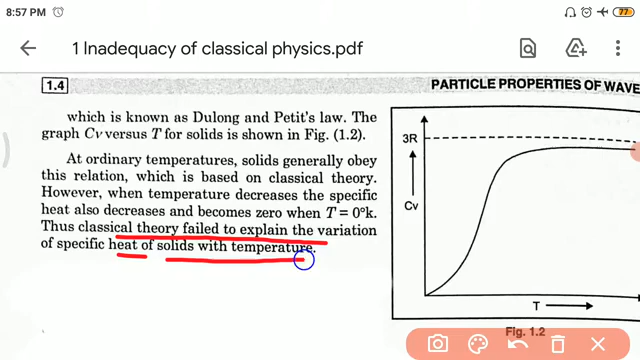 8:57 PM
77
1 Inadequacy of classical physics.pdf
1.4
PARTICLE PROPERTIES OF WAVE
which is known as Dulong and Petit's law. The
graph Cv versus T for solids is shown in Fig. (1.2).
At ordinary temperatures, solids generally obey
this relation, which is based on classical theory.
However, when temperature decreases the specific
heat also decreases and becomes zero when T = 0°k.
Thus classical theory failed to explain the variation
of specific heat of solids with temperature.
3R
Cv
T
Fig. 1.2